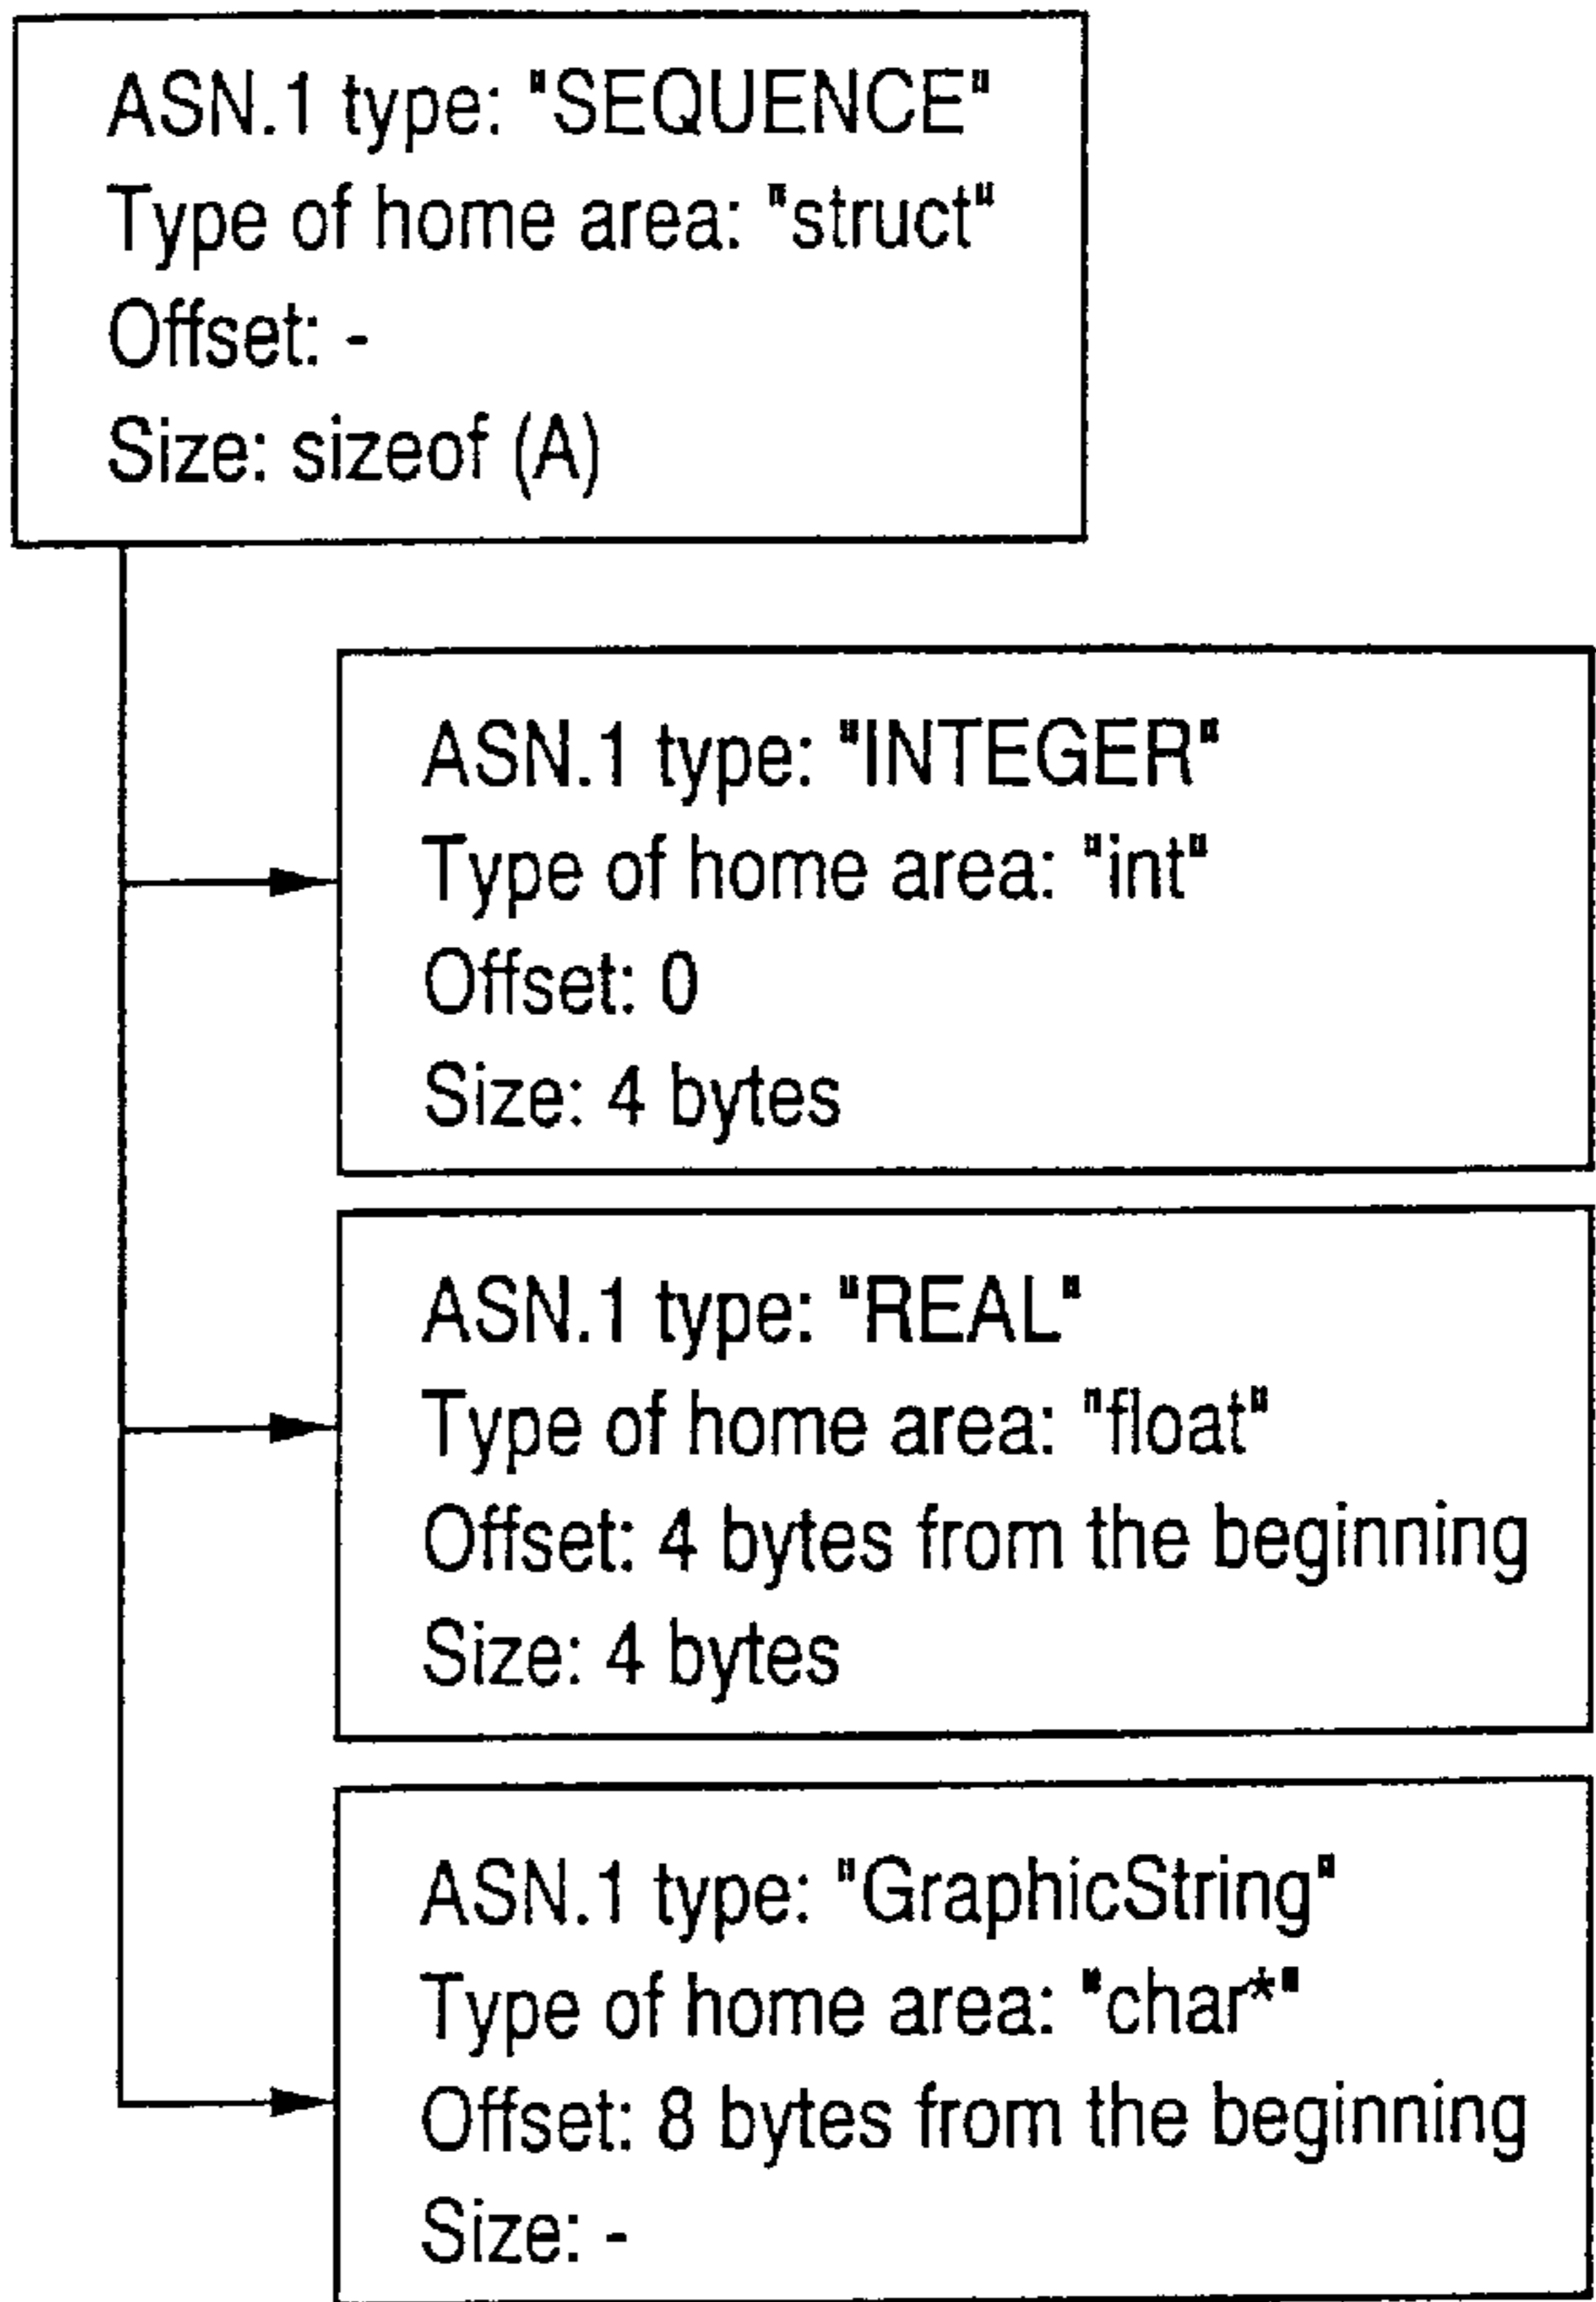 ASN.1 type: "SEQUENCE"
Type of home area: "struct"
Offset: -
Size: sizeof (A)
ASN.1 type: "INTEGER"
Type of home area: "int"
Offset: 0
Size: 4 bytes
ASN.1 type: "REAL"
Type of home area: "float"
Offset: 4 bytes from the beginning
Size: 4 bytes
ASN.1 type: "GraphicString"
Type of home area: "char*"
Offset: 8 bytes from the beginning
Size: -